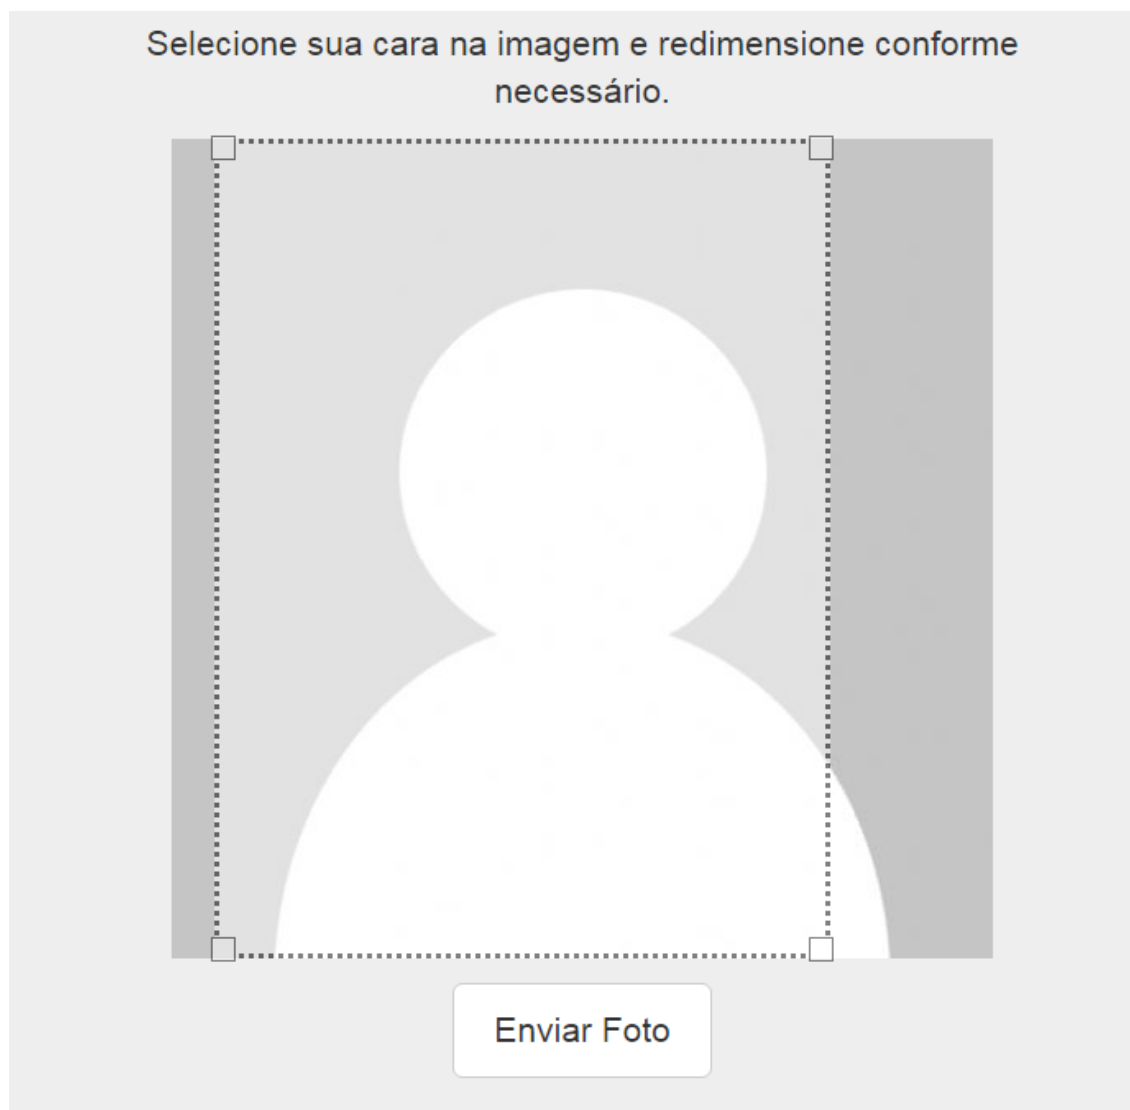 Selecione sua cara na imagem e redimensione conforme
necessário.
Enviar Foto